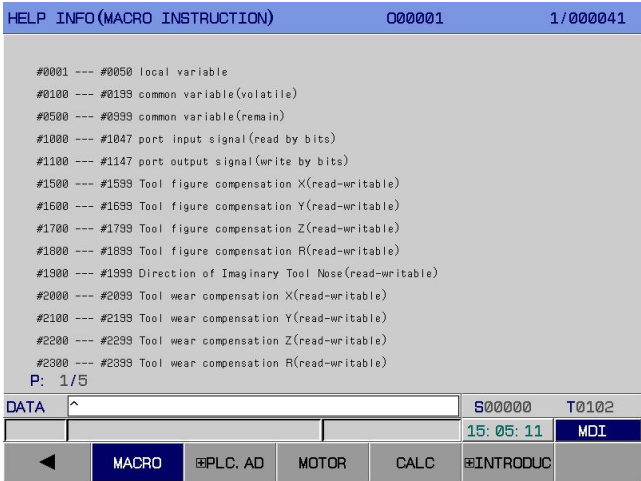 HELP INFO(MACRO INSTRUCTION) O00001 1/000041
#0001 --- #0050 local variable
#0100 --- #0199 common variable(volatile)
#0500 --- #0999 common variable(remain)
#1000 --- #1047 port input signal(read by bits)
#1100 --- #1147 port output signal(write by bits)
#1500 --- #1599 Tool figure compensation X(read-writable)
#1600 --- #1699 Tool figure compensation Y(read-writable)
#1700 --- #1799 Tool figure compensation Z(read-writable)
#1800 --- #1899 Tool figure compensation R(read-writable)
#1900 --- #1999 Direction of Imaginary Tool Nose(read-writable)
#2000 --- #2099 Tool wear compensation X(read-writable)
#2100 --- #2199 Tool wear compensation Y(read-writable)
#2200 --- #2299 Tool wear compensation Z(read-writable)
#2300 --- #2399 Tool wear compensation R(read-writable)
P: 1/5
DATA ^ S00000 T0102
15:05:11 MDI
◀ MACRO ⊞PLC. AD MOTOR CALC ⊞INTRODUC